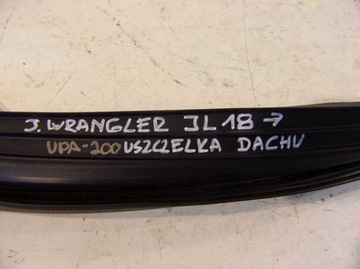 J. WRANGLER JL 18 →
UPA-200 USZCZELKA DACHU